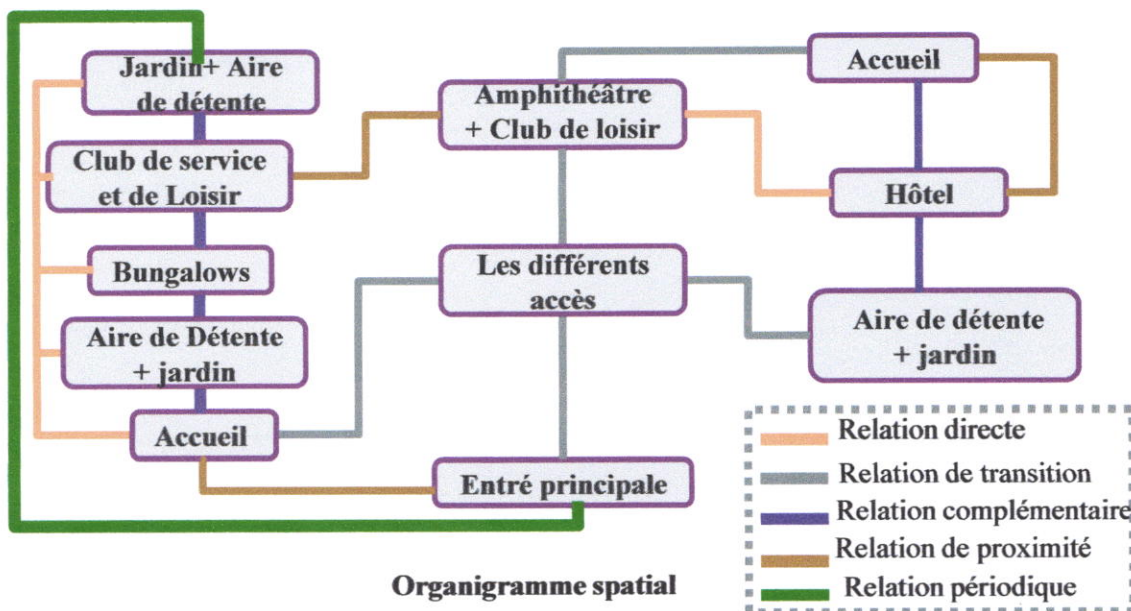 Jardin+ Aire
de détente
Club de service
et de Loisir
Bungalows
Aire de Détente
+ jardin
Accueil
Amphithéâtre
+ Club de loisir
Les différents
accès
Entré principale
Accueil
Hôtel
Aire de détente
+ jardin
Relation directe
Relation de transition
Relation complémentaire
Relation de proximité
Relation périodique
Organigramme spatial